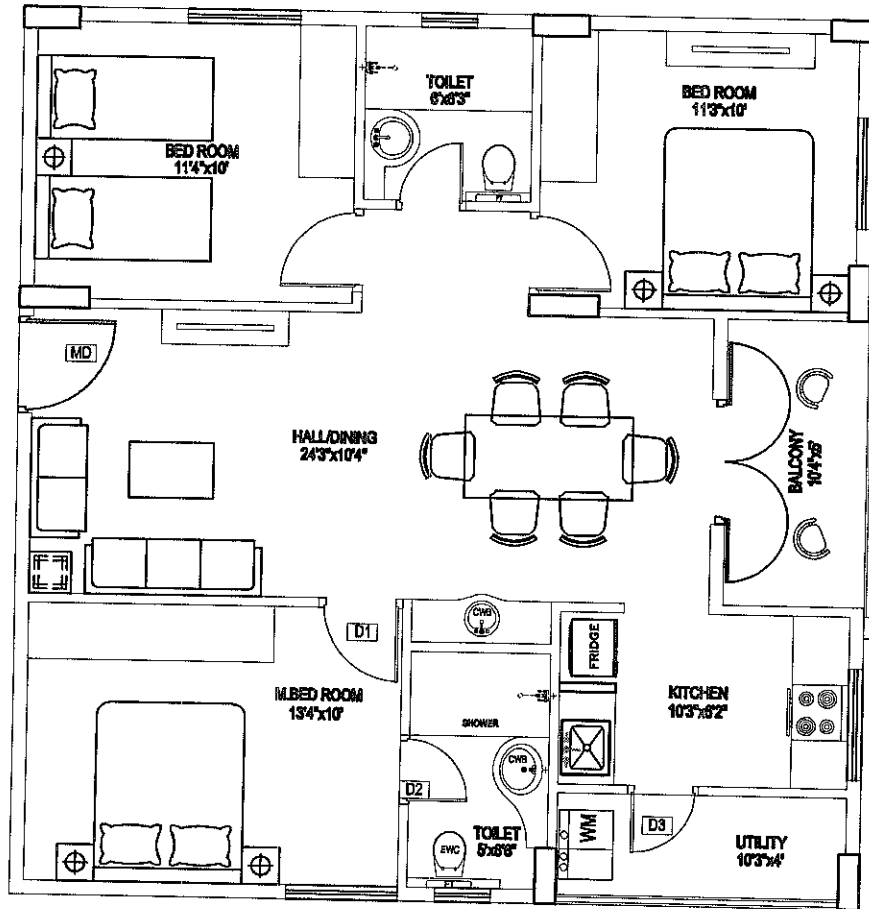 TOILET
6'x6'3"
BED ROOM
11'3"x10'
BED ROOM
11'4"x10'
MD
HALL/DINING
24'3"x10'4"
BALCONY
10'4"x5'
D1
CWB
FRIDGE
M.BED ROOM
13'4"x10'
KITCHEN
10'3"x6'2"
SHOWER
CWB
D2
WM
D3
TOILET
5'x8'6"
EWC
UTILITY
10'3"x4'